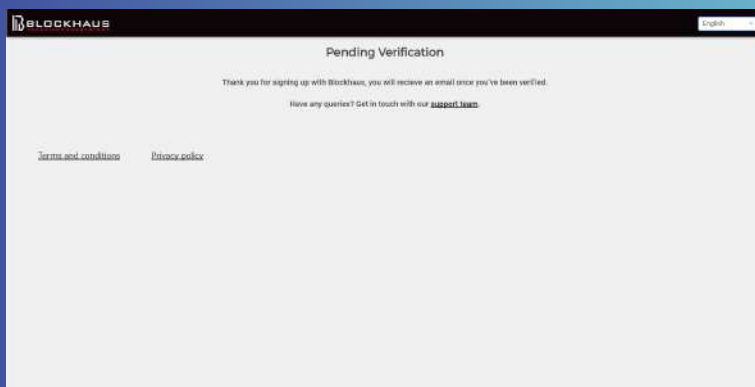 BLOCKHAUS
English
Pending Verification
Thank you for signing up with Blockhaus, you will recieve an email once you've been verified.
Have any queries? Get in touch with our support team.
Terms and conditions
Privacy policy